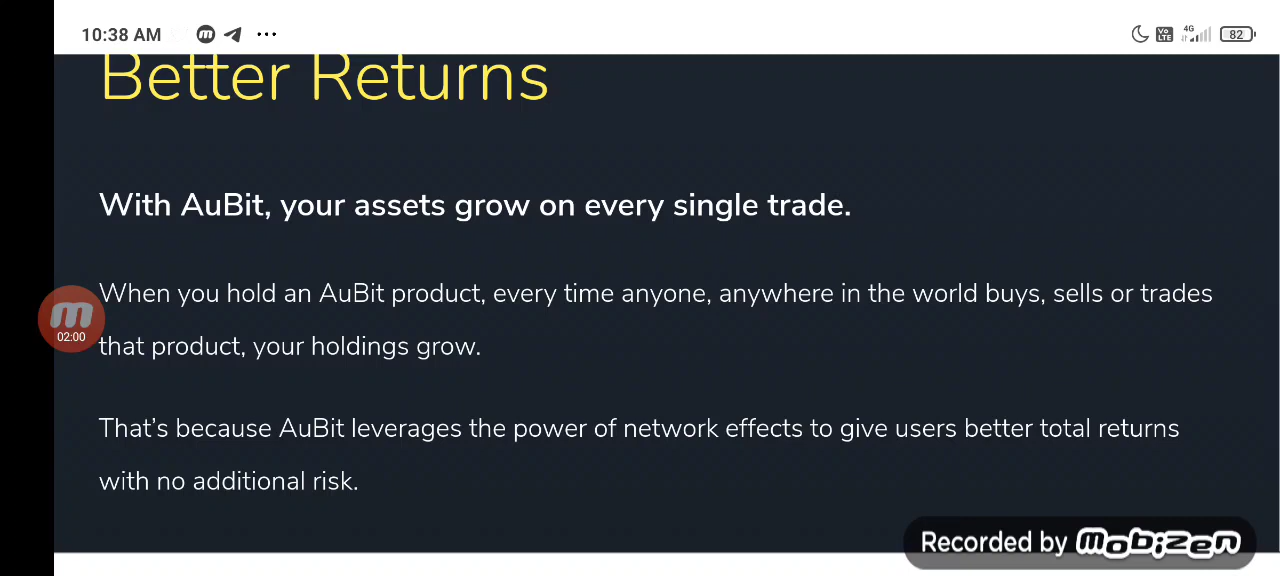 10:38 AM m ...
Vo LTE 4G 82
Better Returns
With AuBit, your assets grow on every single trade.
When you hold an AuBit product, every time anyone, anywhere in the world buys, sells or trades
that product, your holdings grow.
m
02:00
That's because AuBit leverages the power of network effects to give users better total returns
with no additional risk.
Recorded by mobizen